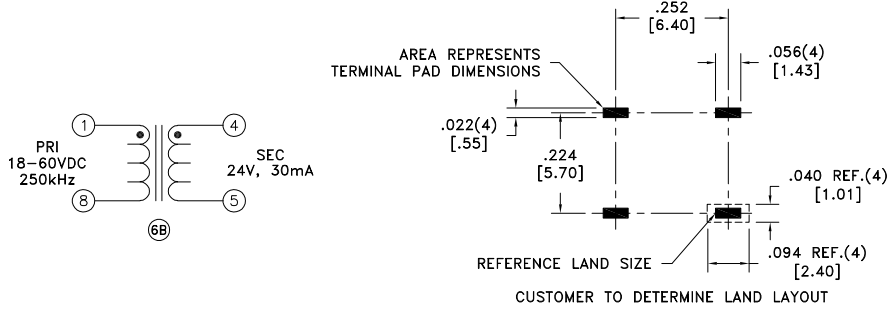 1
4
PRI
18-60VDC
250kHz
SEC
24V, 30mA
8
5
6B
.252
[6.40]
AREA REPRESENTS
TERMINAL PAD DIMENSIONS
.056(4)
[1.43]
.022(4)
[.55]
.224
[5.70]
.040 REF.(4)
[1.01]
REFERENCE LAND SIZE
.094 REF.(4)
[2.40]
CUSTOMER TO DETERMINE LAND LAYOUT